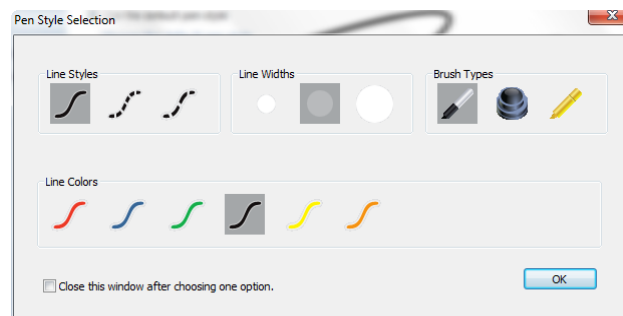 Pen Style Selection
Line Styles
Line Widths
Brush Types
Line Colors
Close this window after choosing one option.
OK